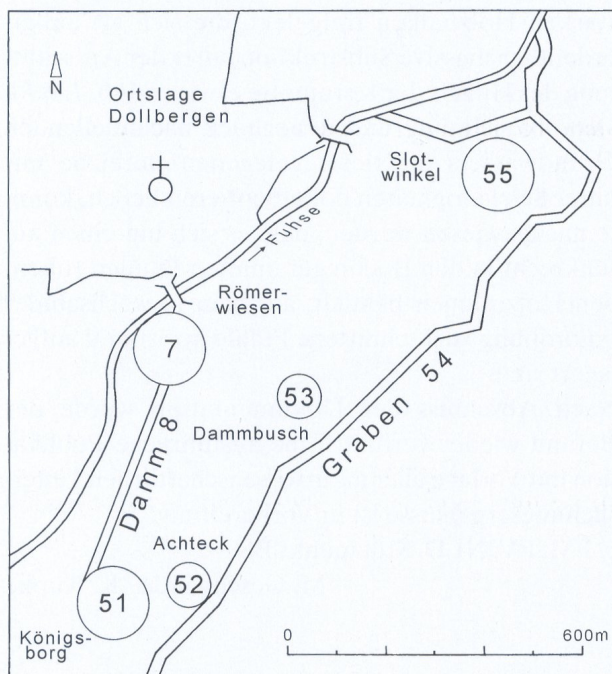 N
Ortslage
Dollbergen
Slot-
winkel
55
Fuhse
Römer-
wiesen
7
53
Dammbusch
Graben 54
Damm 8
Achteck
52
51
Königs-
borg
0
600m